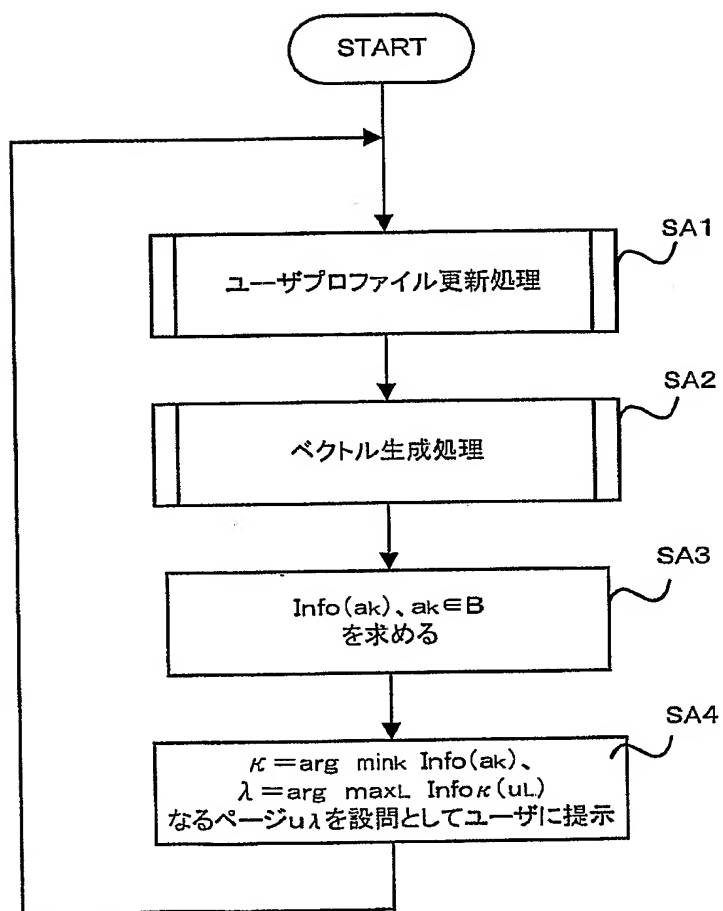 START
SA1
ユーザプロファイル更新処理
SA2
ベクトル生成処理
SA3
Info(ak)、ak∈B
を求める
SA4
κ=arg mink Info(ak)、
λ=arg maxL Infoκ(uL)
なるページuλを設問としてユーザに提示